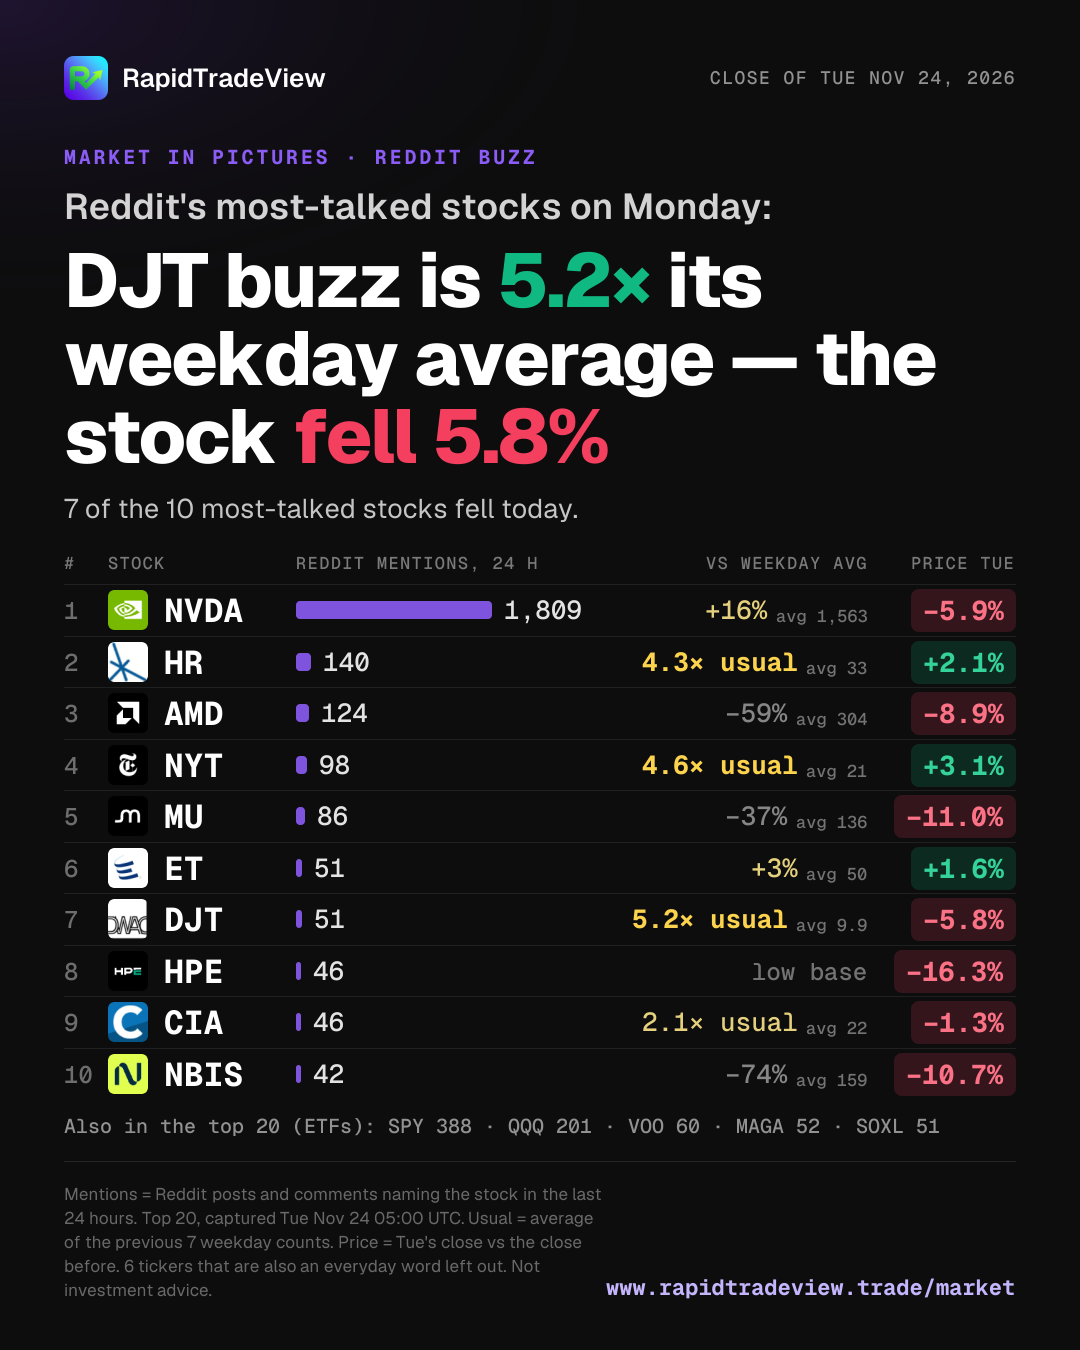 RapidTradeView
CLOSE OF TUE NOV 24, 2026
MARKET IN PICTURES · REDDIT BUZZ
Reddit's most-talked stocks on Monday:
DJT buzz is 5.2× its
weekday average — the
stock fell 5.8%
7 of the 10 most-talked stocks fell today.
# STOCK REDDIT MENTIONS, 24 H VS WEEKDAY AVG PRICE TUE
1 NVDA 1,809 +16% avg 1,563 −5.9%
2 HR 140 4.3× usual avg 33 +2.1%
3 AMD 124 −59% avg 304 −8.9%
4 NYT 98 4.6× usual avg 21 +3.1%
5 MU 86 −37% avg 136 −11.0%
6 ET 51 +3% avg 50 +1.6%
7 DWAC DJT 51 5.2× usual avg 9.9 −5.8%
8 HPE HPE 46 low base −16.3%
9 CIA 46 2.1× usual avg 22 −1.3%
10 NBIS 42 −74% avg 159 −10.7%
Also in the top 20 (ETFs): SPY 388 · QQQ 201 · VOO 60 · MAGA 52 · SOXL 51
Mentions = Reddit posts and comments naming the stock in the last
24 hours. Top 20, captured Tue Nov 24 05:00 UTC. Usual = average
of the previous 7 weekday counts. Price = Tue's close vs the close
before. 6 tickers that are also an everyday word left out. Not
investment advice.
www.rapidtradeview.trade/market